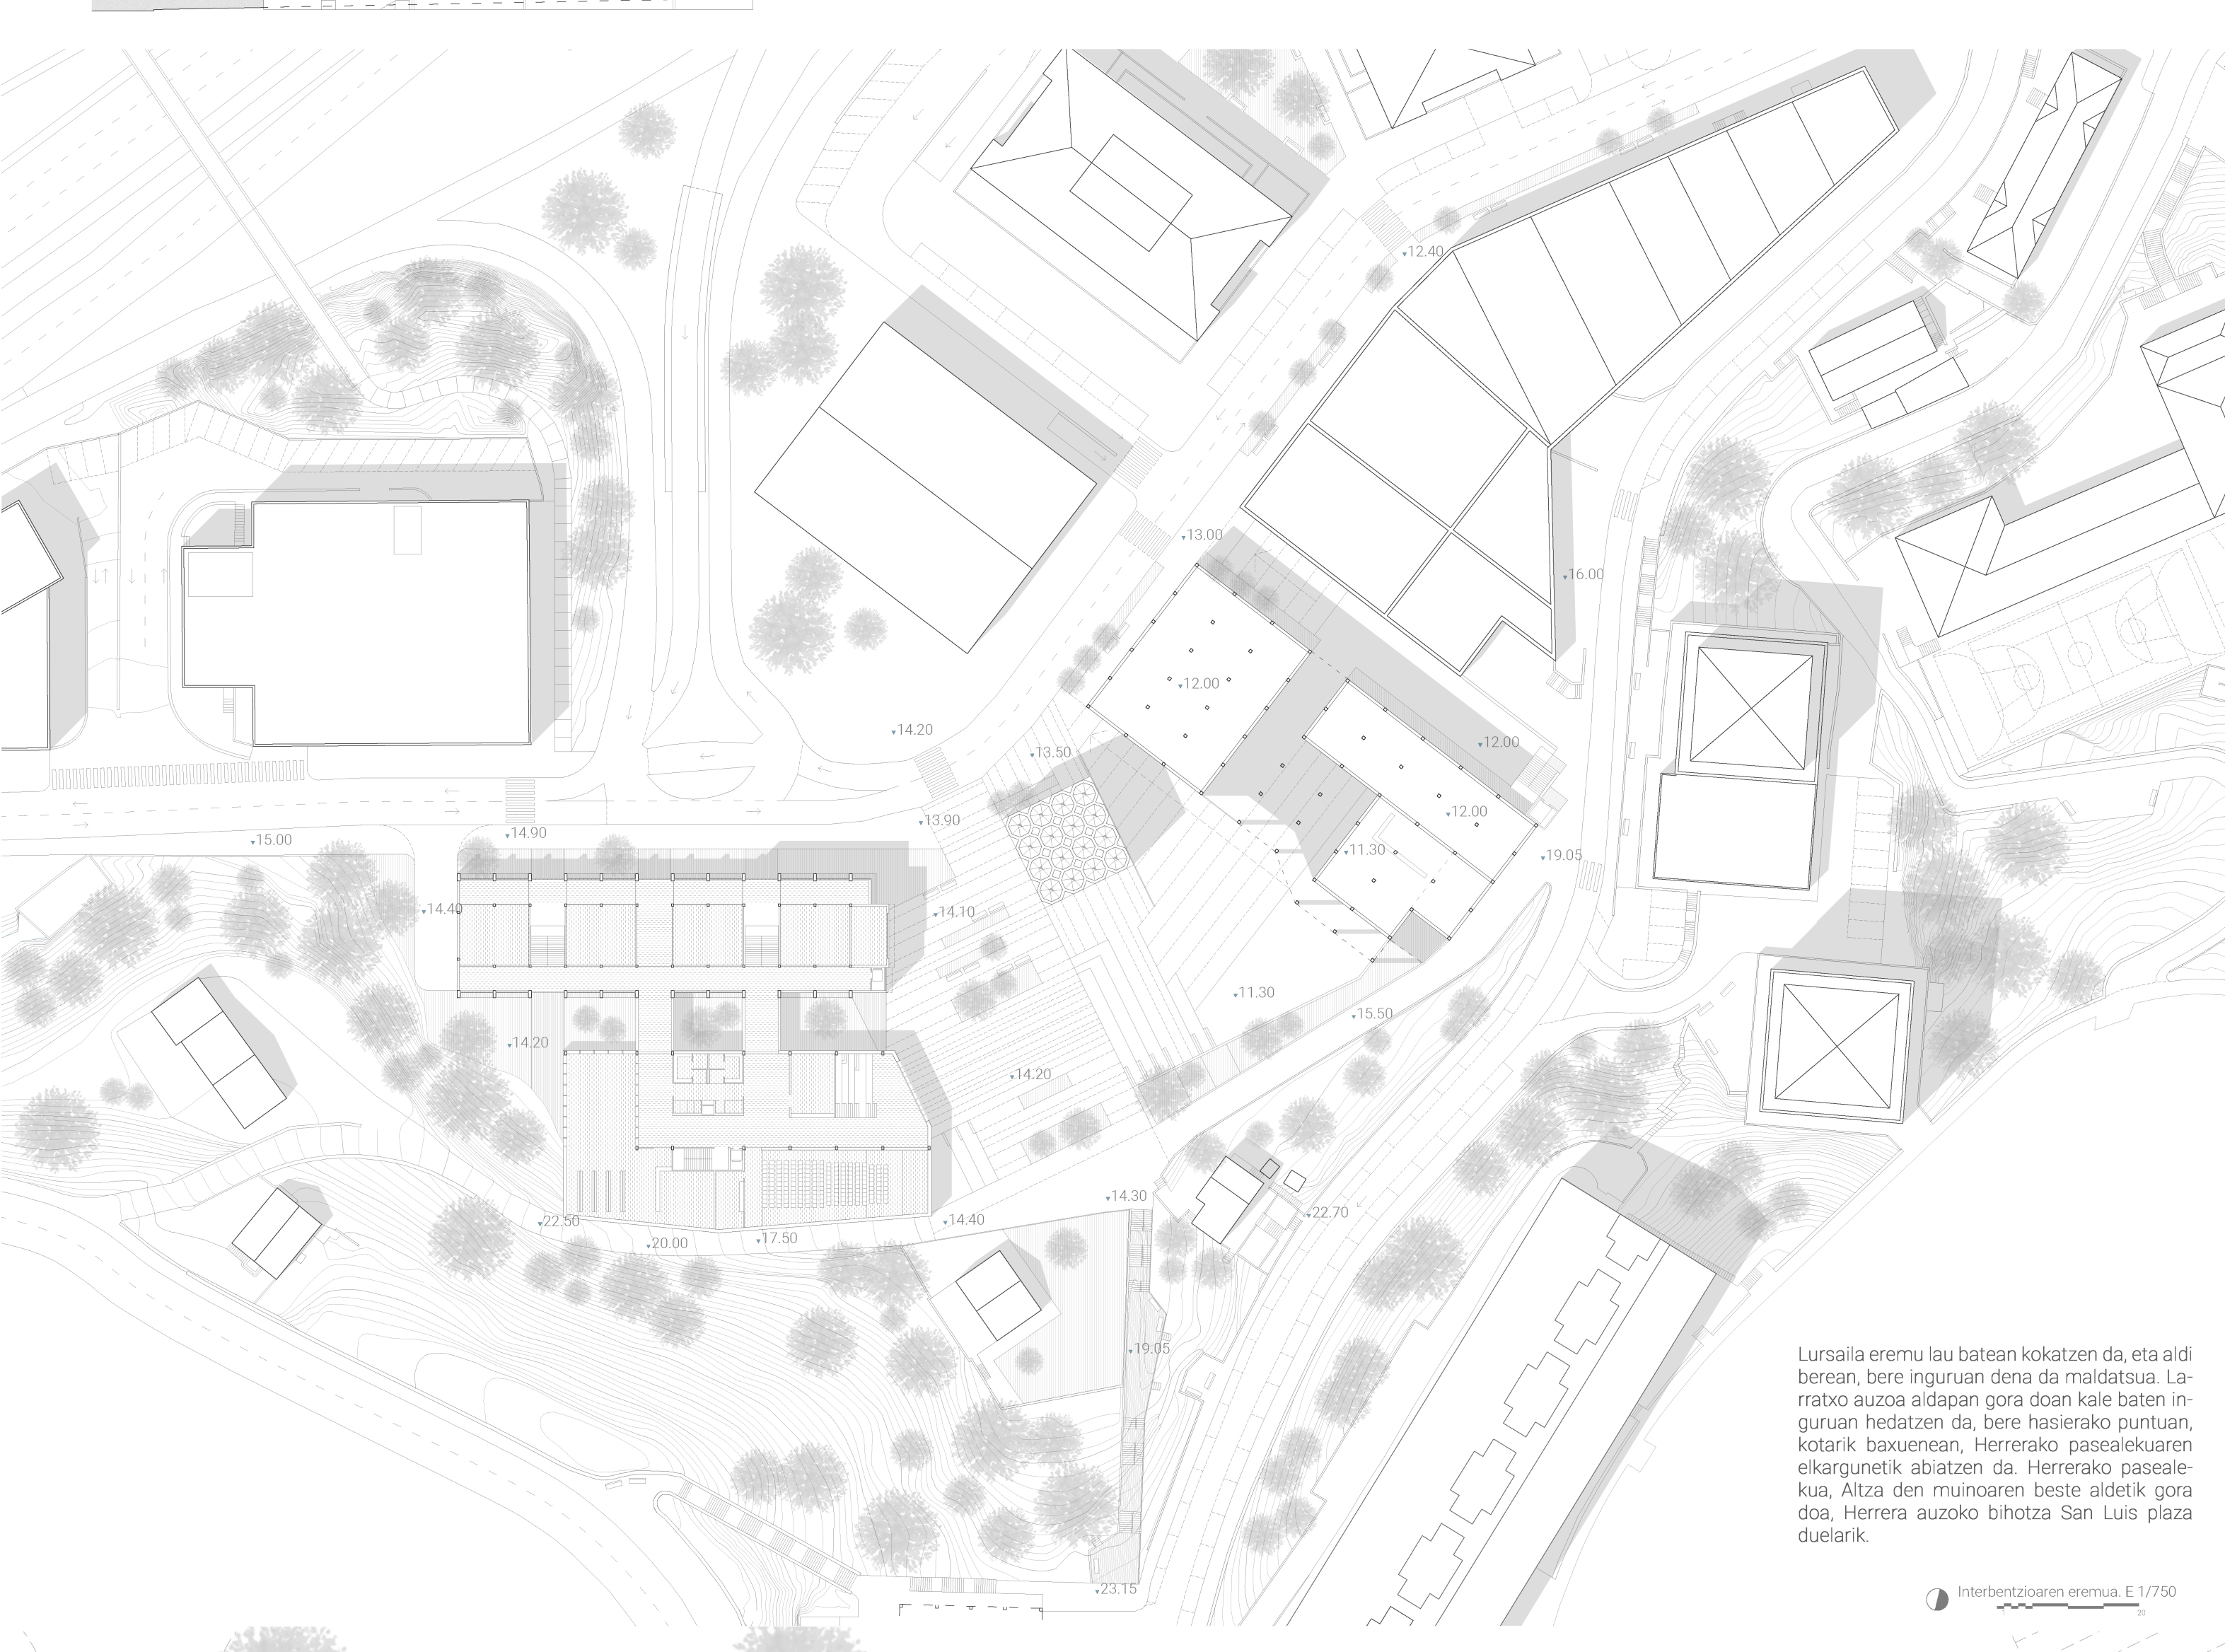 12.40
13.00
16.00
12.00
14.20
13.50
12.00
12.00
13.90
14.90
15.00
11.30
19.05
14.40
14.10
11.30
15.50
14.20
14.20
14.30
22.70
14.40
22.50
17.50
20.00
19.05
23.15
Lursaila eremu lau batean kokatzen da, eta aldi
berean, bere inguruan dena da maldatsua. La-
rratxo auzoa aldapan gora doan kale baten in-
guruan hedatzen da, bere hasierako puntuan,
kotarik baxuenean, Herrerako pasealekuaren
elkargunetik abiatzen da. Herrerako paseale-
kua, Altza den muinoaren beste aldetik gora
doa, Herrera auzoko bihotza San Luis plaza
duelarik.
Interbentzioaren eremua. E 1/750
1 20